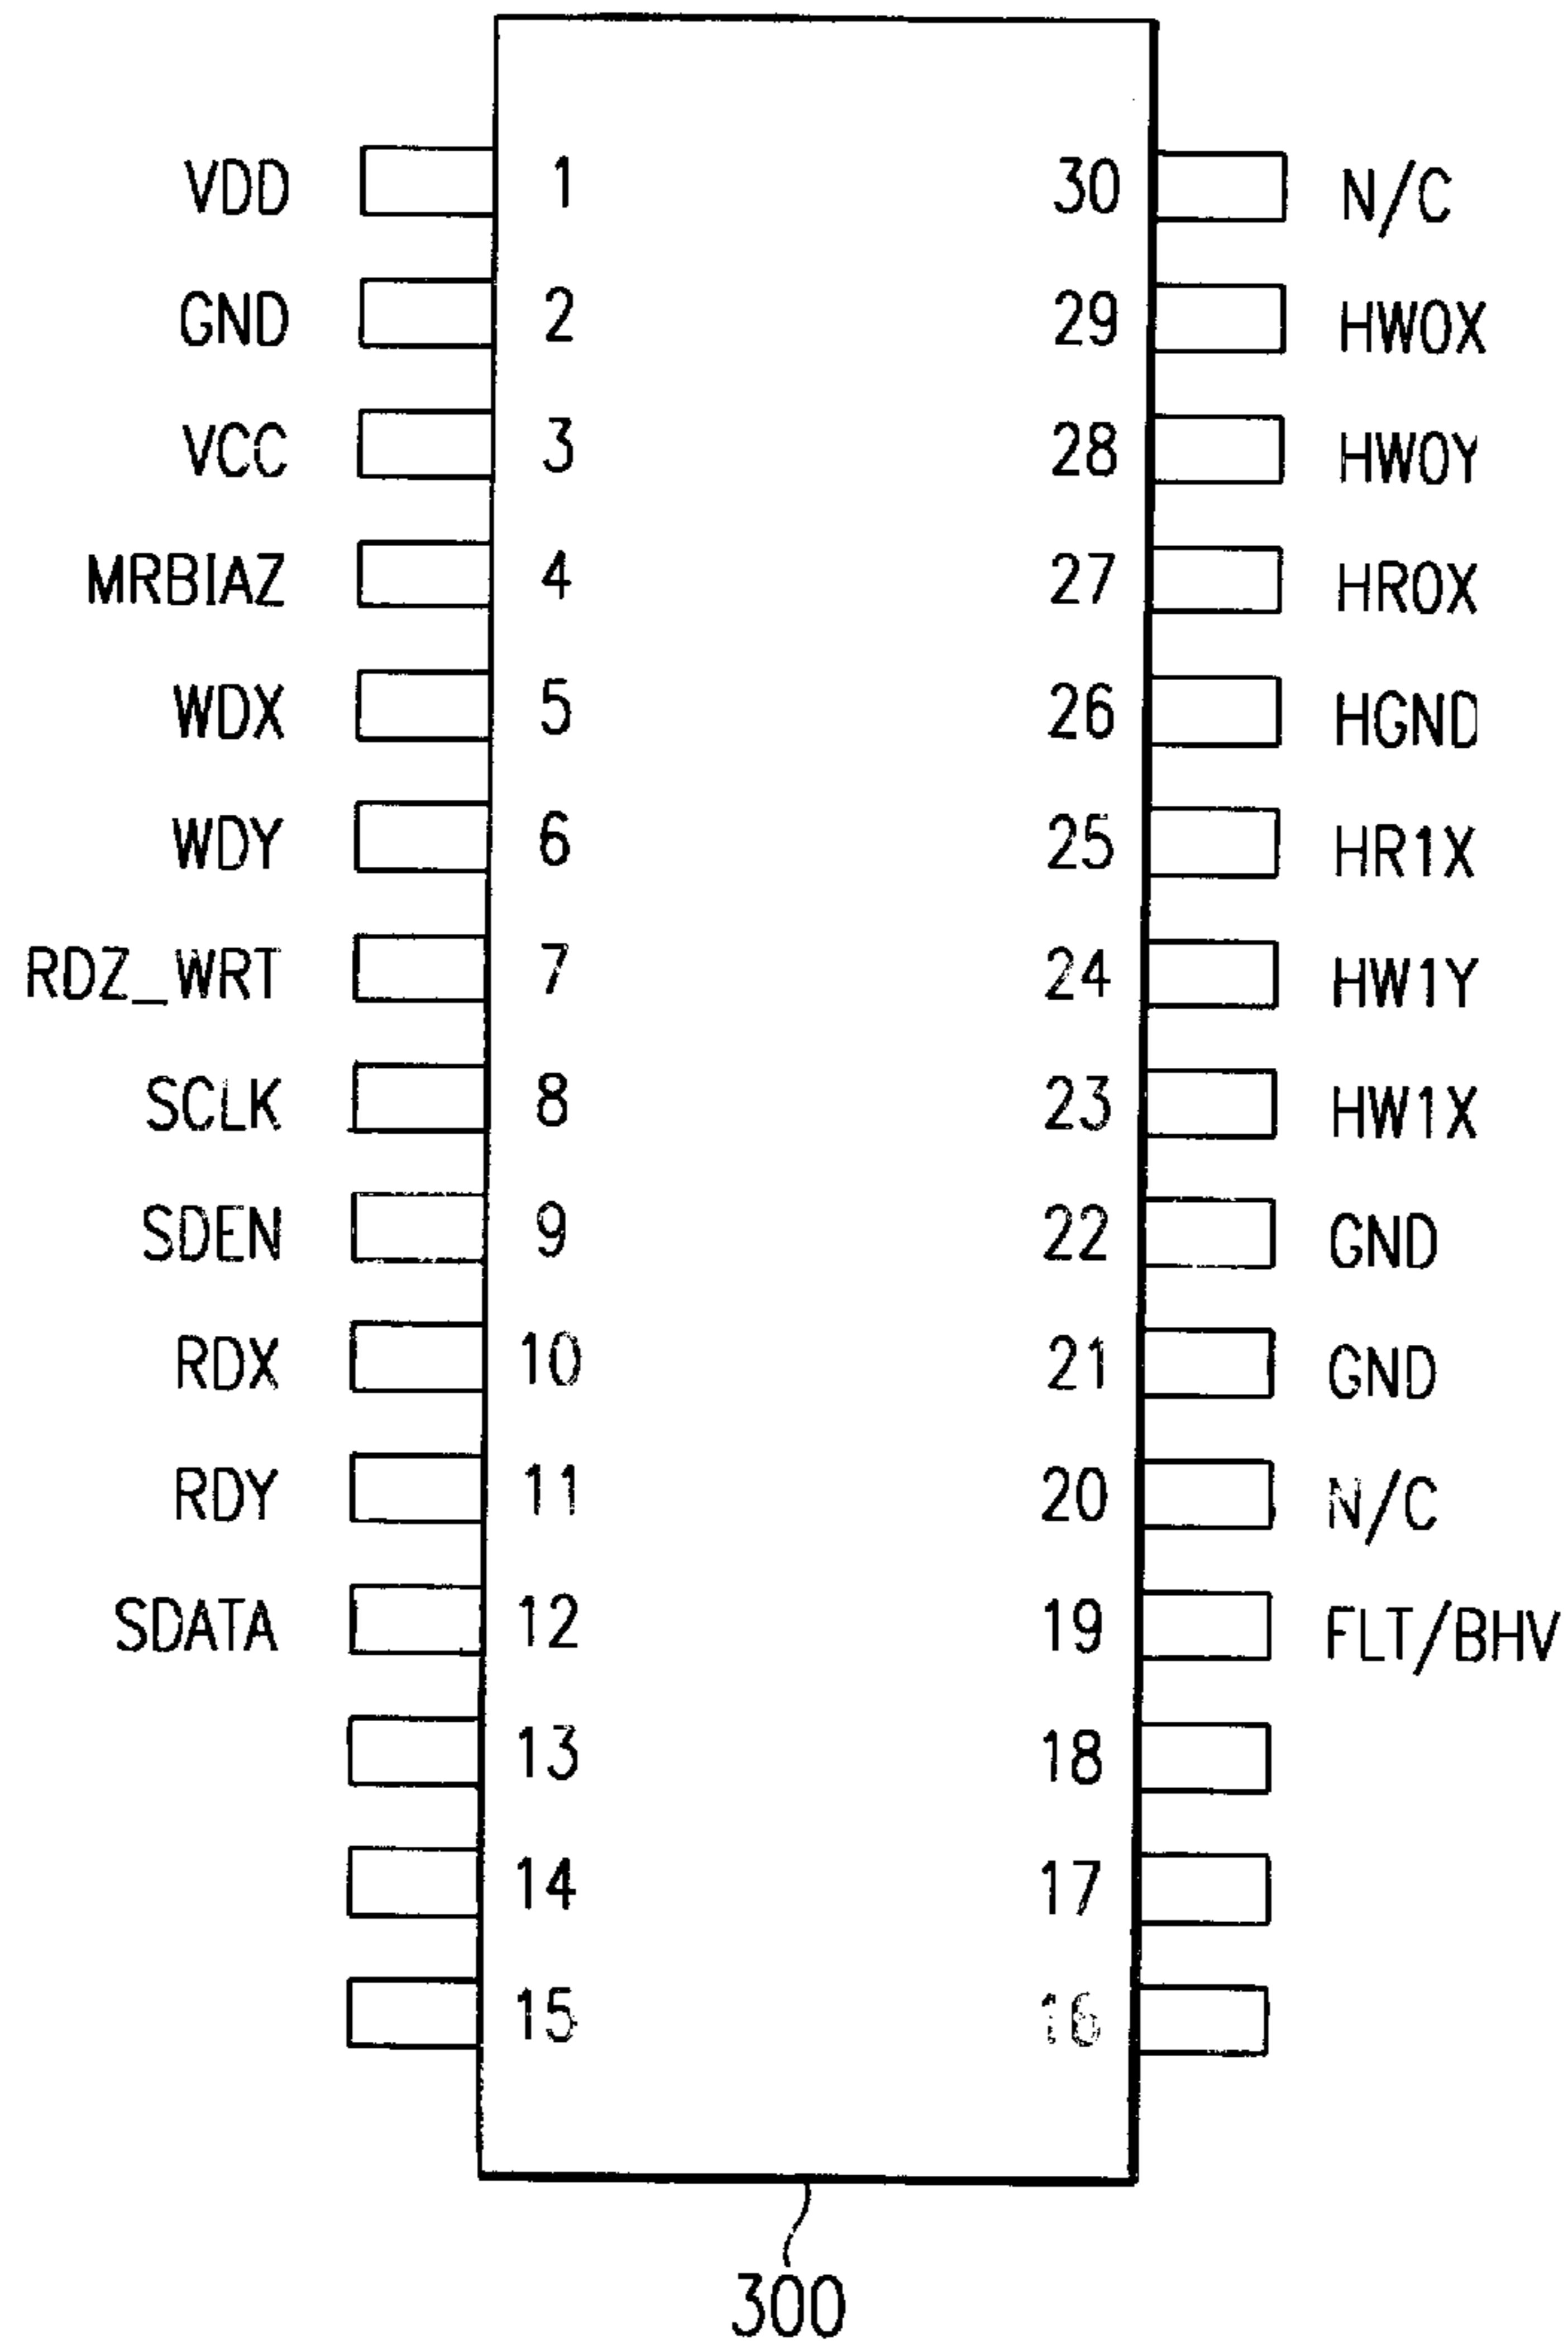 VDD 1 30 N/C
GND 2 29 HW0X
VCC 3 28 HW0Y
MRBIAZ 4 27 HR0X
WDX 5 26 HGND
WDY 6 25 HR1X
RDZ_WRT 7 24 HW1Y
SCLK 8 23 HW1X
SDEN 9 22 GND
RDX 10 21 GND
RDY 11 20 N/C
SDATA 12 19 FLT/BHV
13 18
14 17
15 16
300